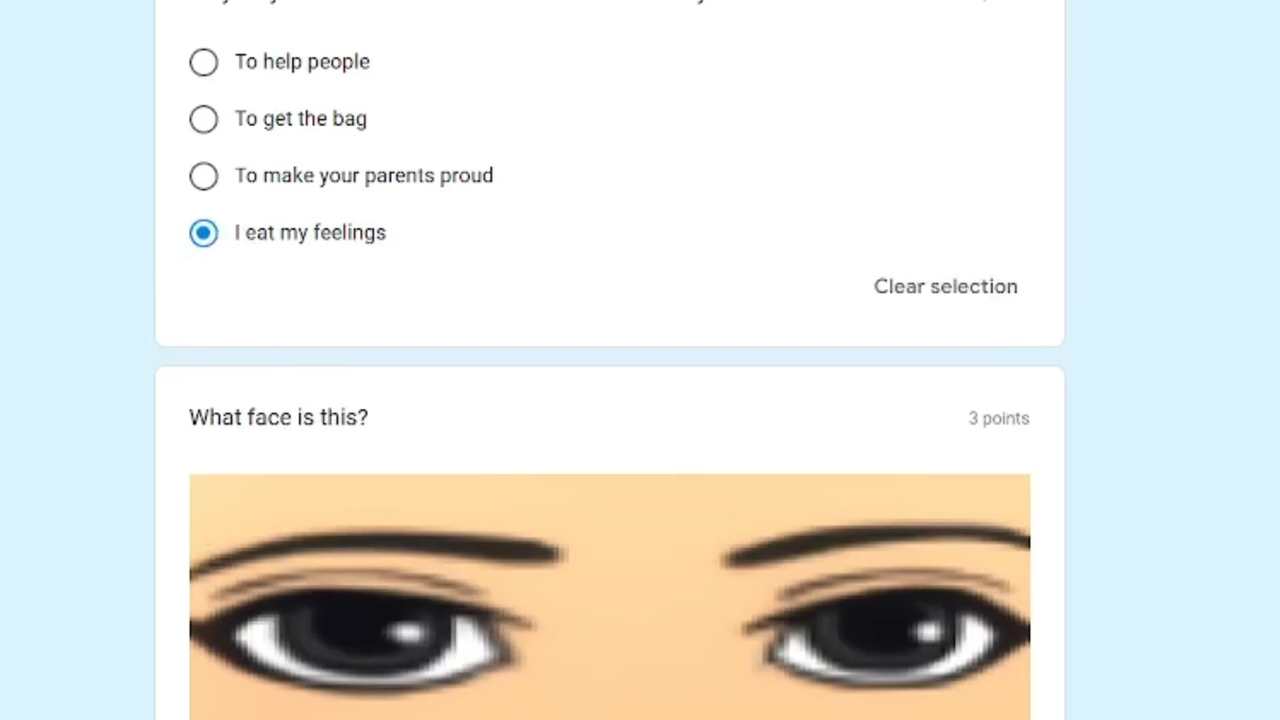 To help people
To get the bag
To make your parents proud
I eat my feelings
Clear selection
What face is this?
3 points